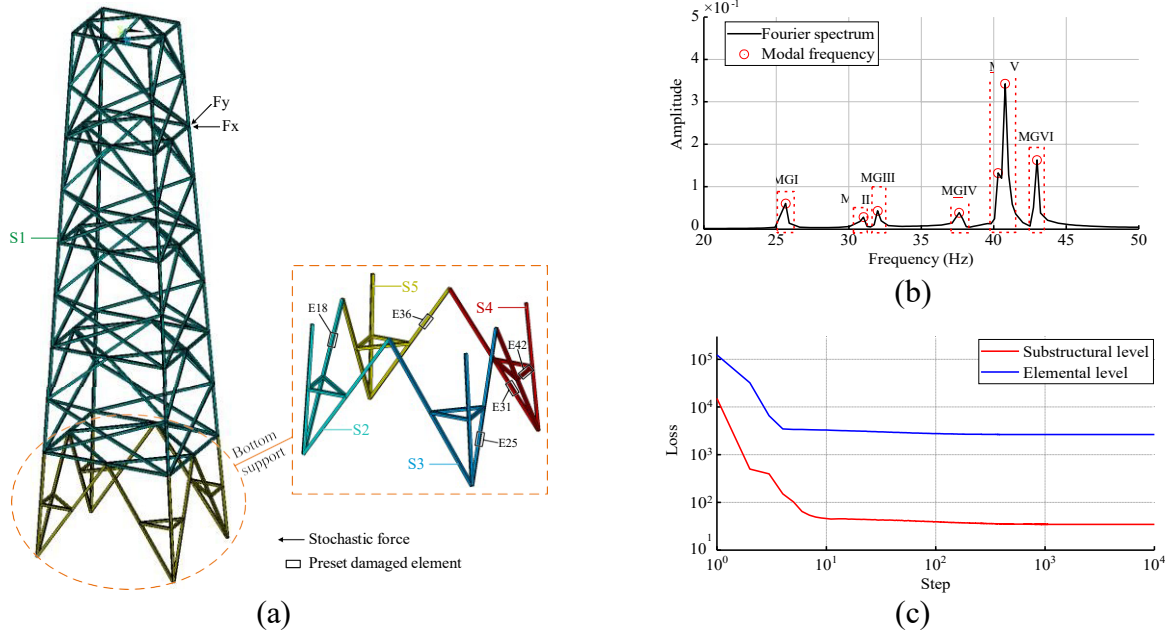 Fy
Fx
S1
Bottom
support
S5
E18
E36
S4
E42
E31
S2
E25
S3
Stochastic force
Preset damaged element
(a)
×10⁻¹
5
4
3
2
1
0
Amplitude
Fourier spectrum
Modal frequency
M V
MGVI
MGI
M II
MGIII
MGIV
20 25 30 35 40 45 50
Frequency (Hz)
(b)
10⁵
10⁴
10³
10²
10¹
Loss
Substructural level
Elemental level
10⁰ 10¹ 10² 10³ 10⁴
Step
(c)